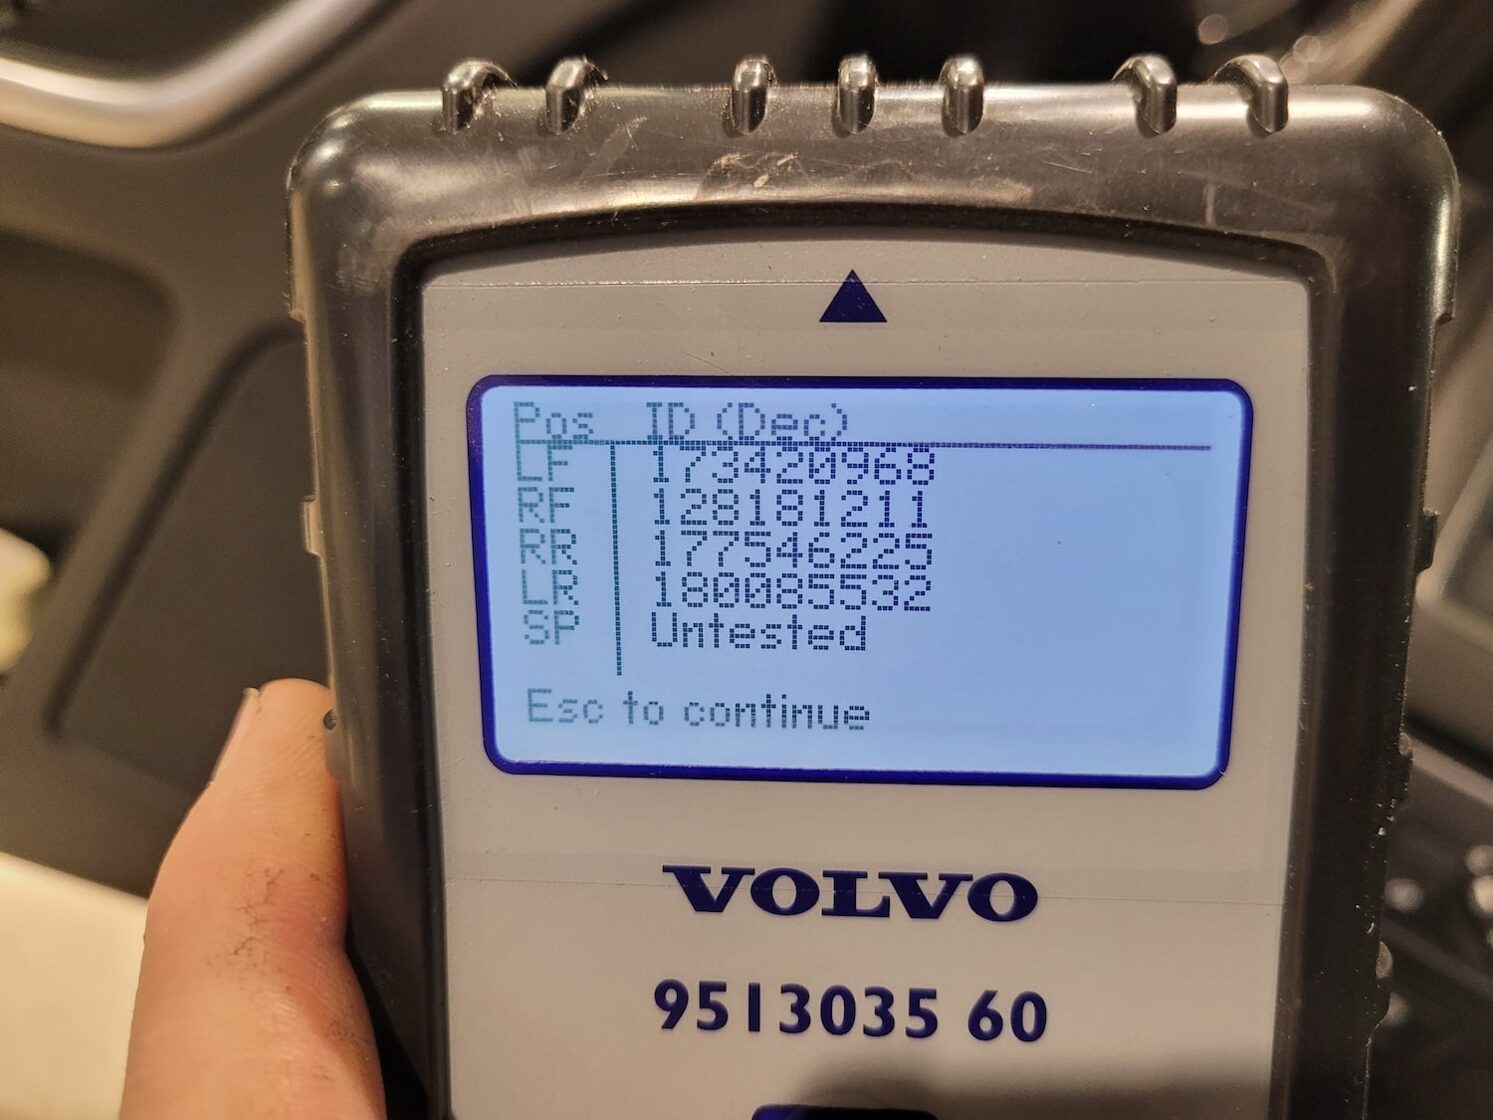 Pos ID (Dec)
LF 173420968
RF 128181211
RR 177546225
LR 180085532
SP Untested
Esc to continue
VOLVO
9513035 60